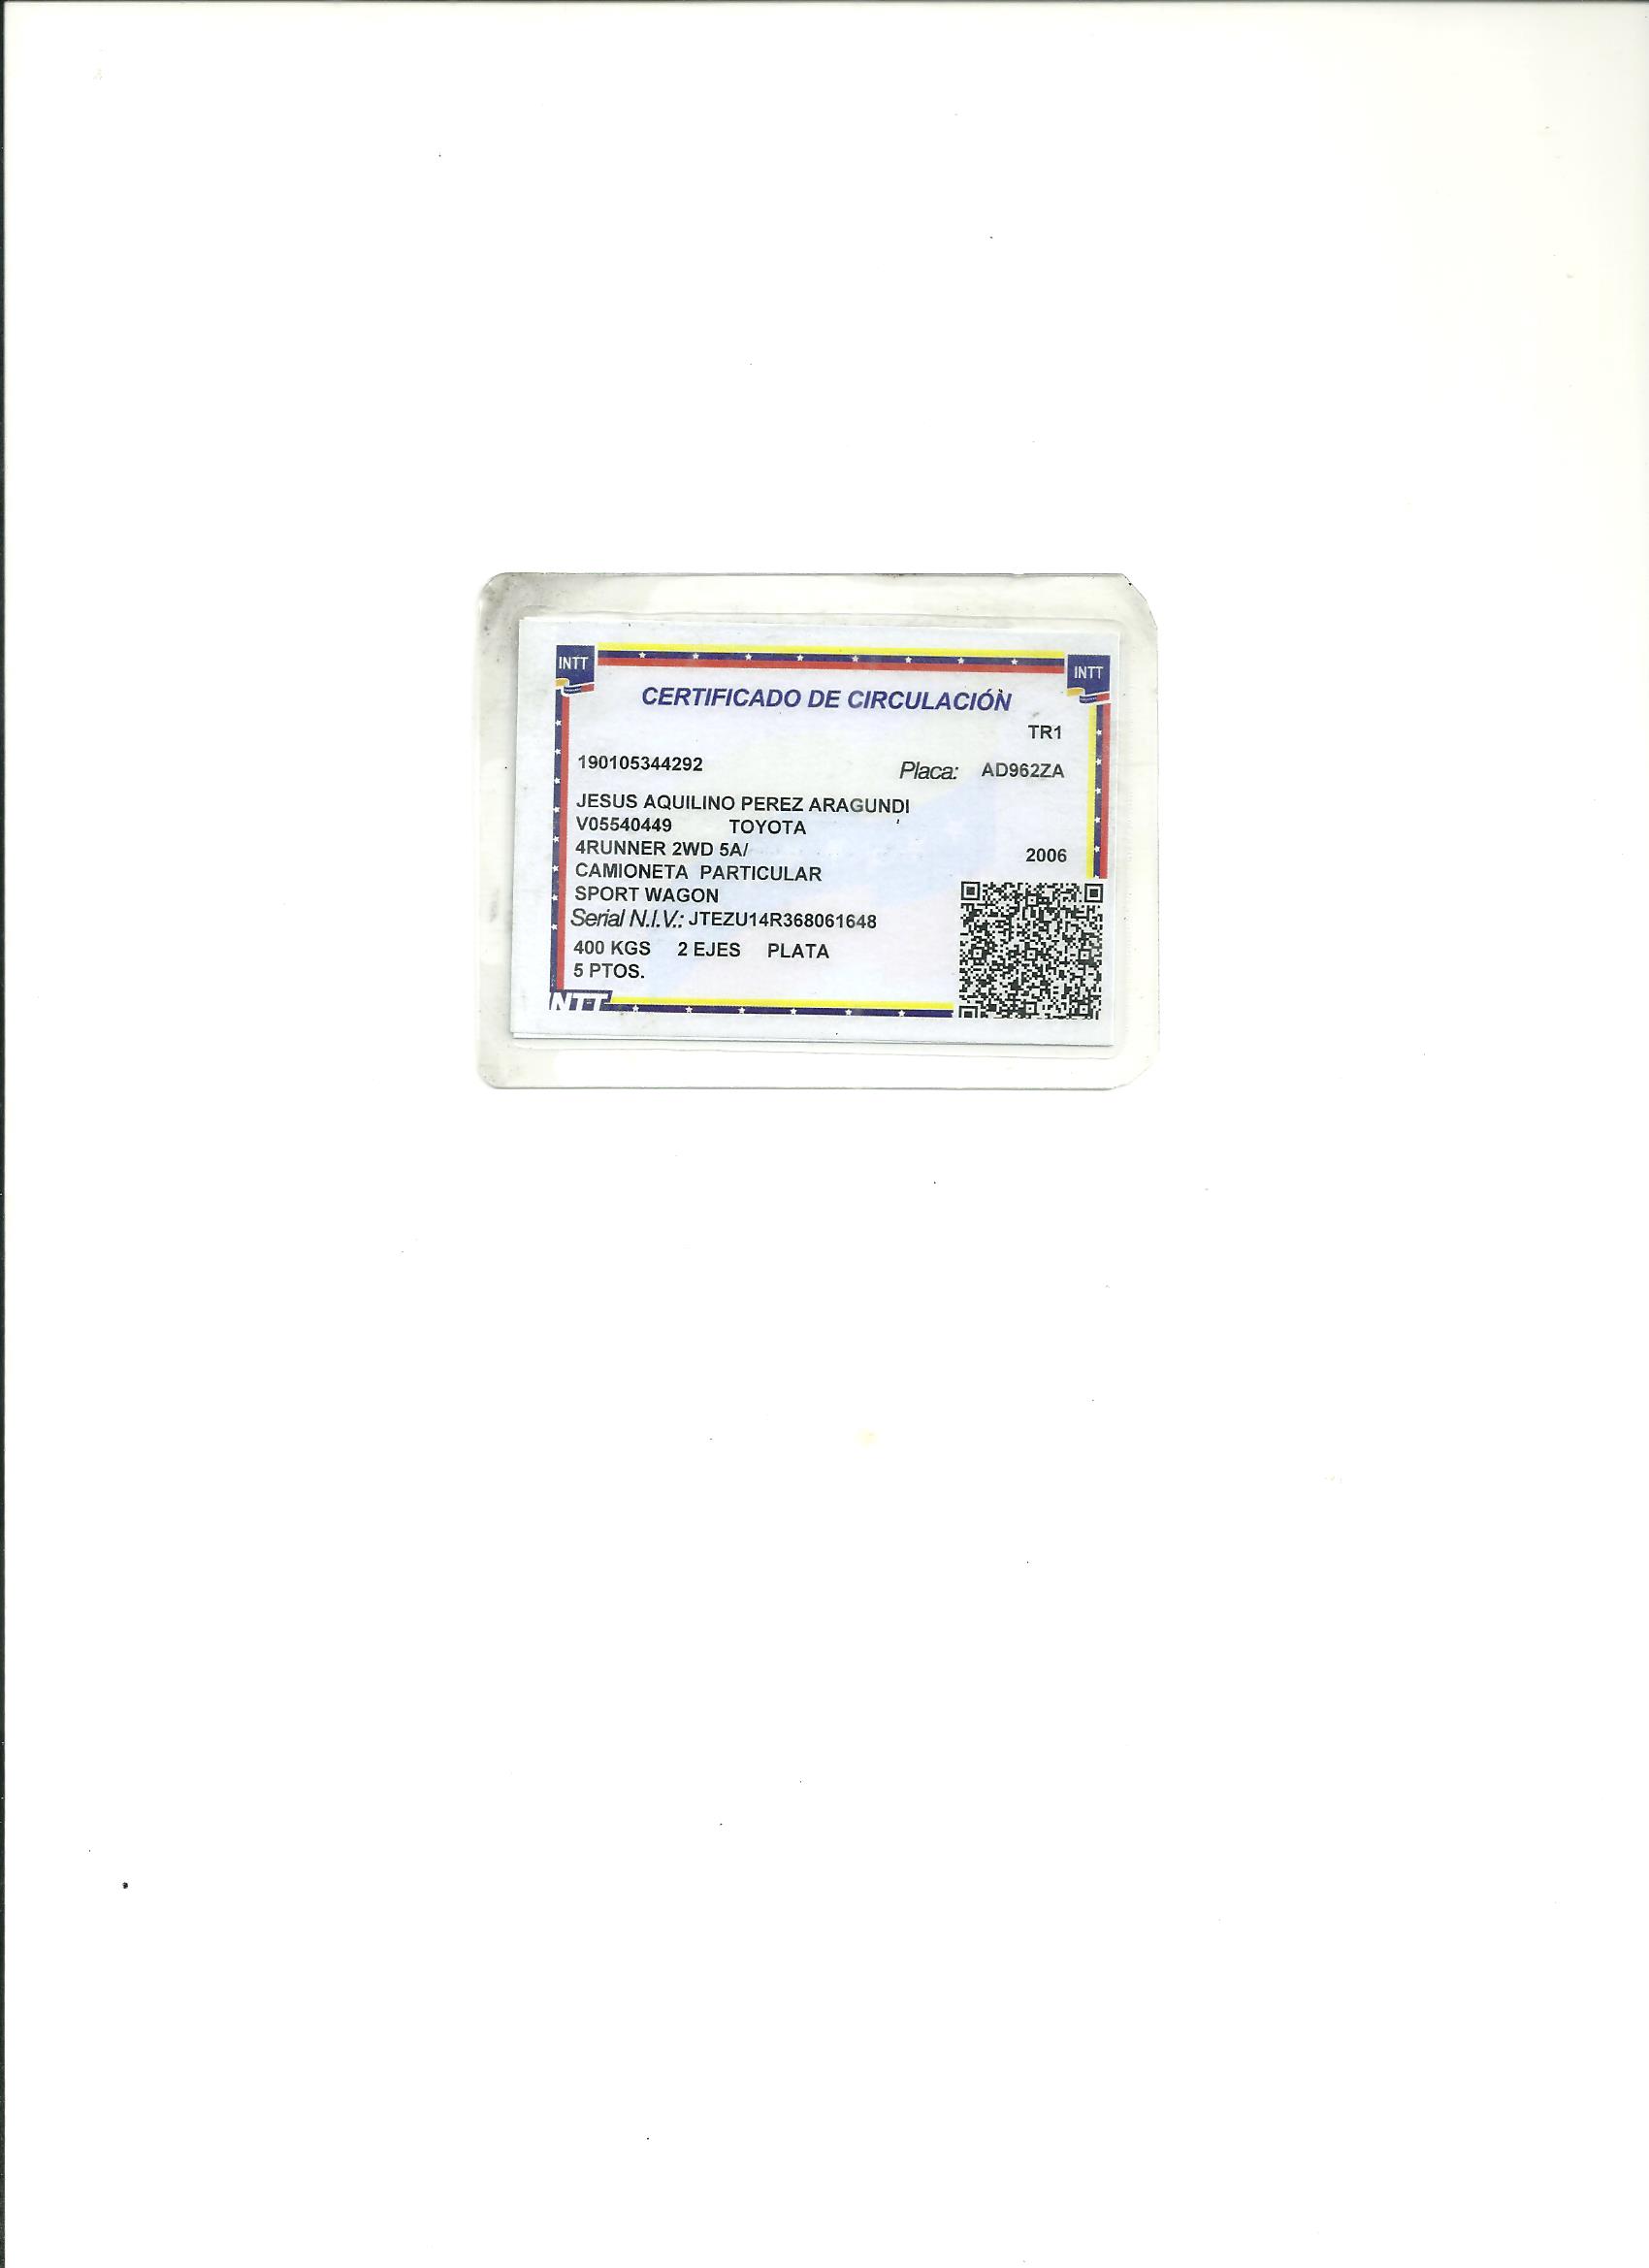 INTT
INTT
CERTIFICADO DE CIRCULACIÓN
TR1
190105344292 Placa: AD962ZA
JESUS AQUILINO PEREZ ARAGUNDI
V05540449 TOYOTA
4RUNNER 2WD 5A/ 2006
CAMIONETA PARTICULAR
SPORT WAGON
Serial N.I.V.: JTEZU14R368061648
400 KGS 2 EJES PLATA
5 PTOS.
INTT